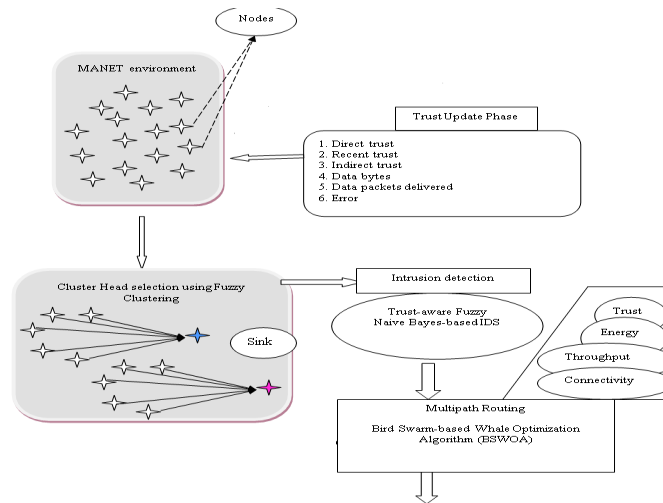 Nodes
MANET environment
Trust Update Phase
1. Direct trust
2. Recent trust
3. Indirect trust
4. Data bytes
5. Data packets delivered
6. Error
Cluster Head selection using Fuzzy
Clustering
Sink
Intrusion detection
Trust-aware Fuzzy
Naive Bayes-based IDS
Trust
Energy
Throughput
Connectivity
Multipath Routing
Bird Swarm-based Whale Optimization
Algorithm (BSWOA)